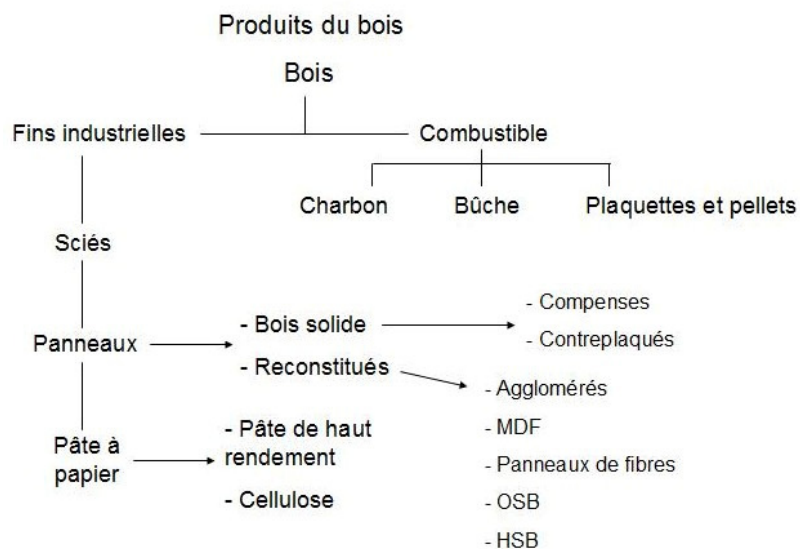 Produits du bois
Bois
Fins industrielles
Combustible
Charbon
Bûche
Plaquettes et pellets
Sciés
Panneaux
- Bois solide
- Reconstitués
- Compenses
- Contreplaqués
- Agglomérés
- MDF
- Panneaux de fibres
- OSB
- HSB
Pâte à
papier
- Pâte de haut
rendement
- Cellulose